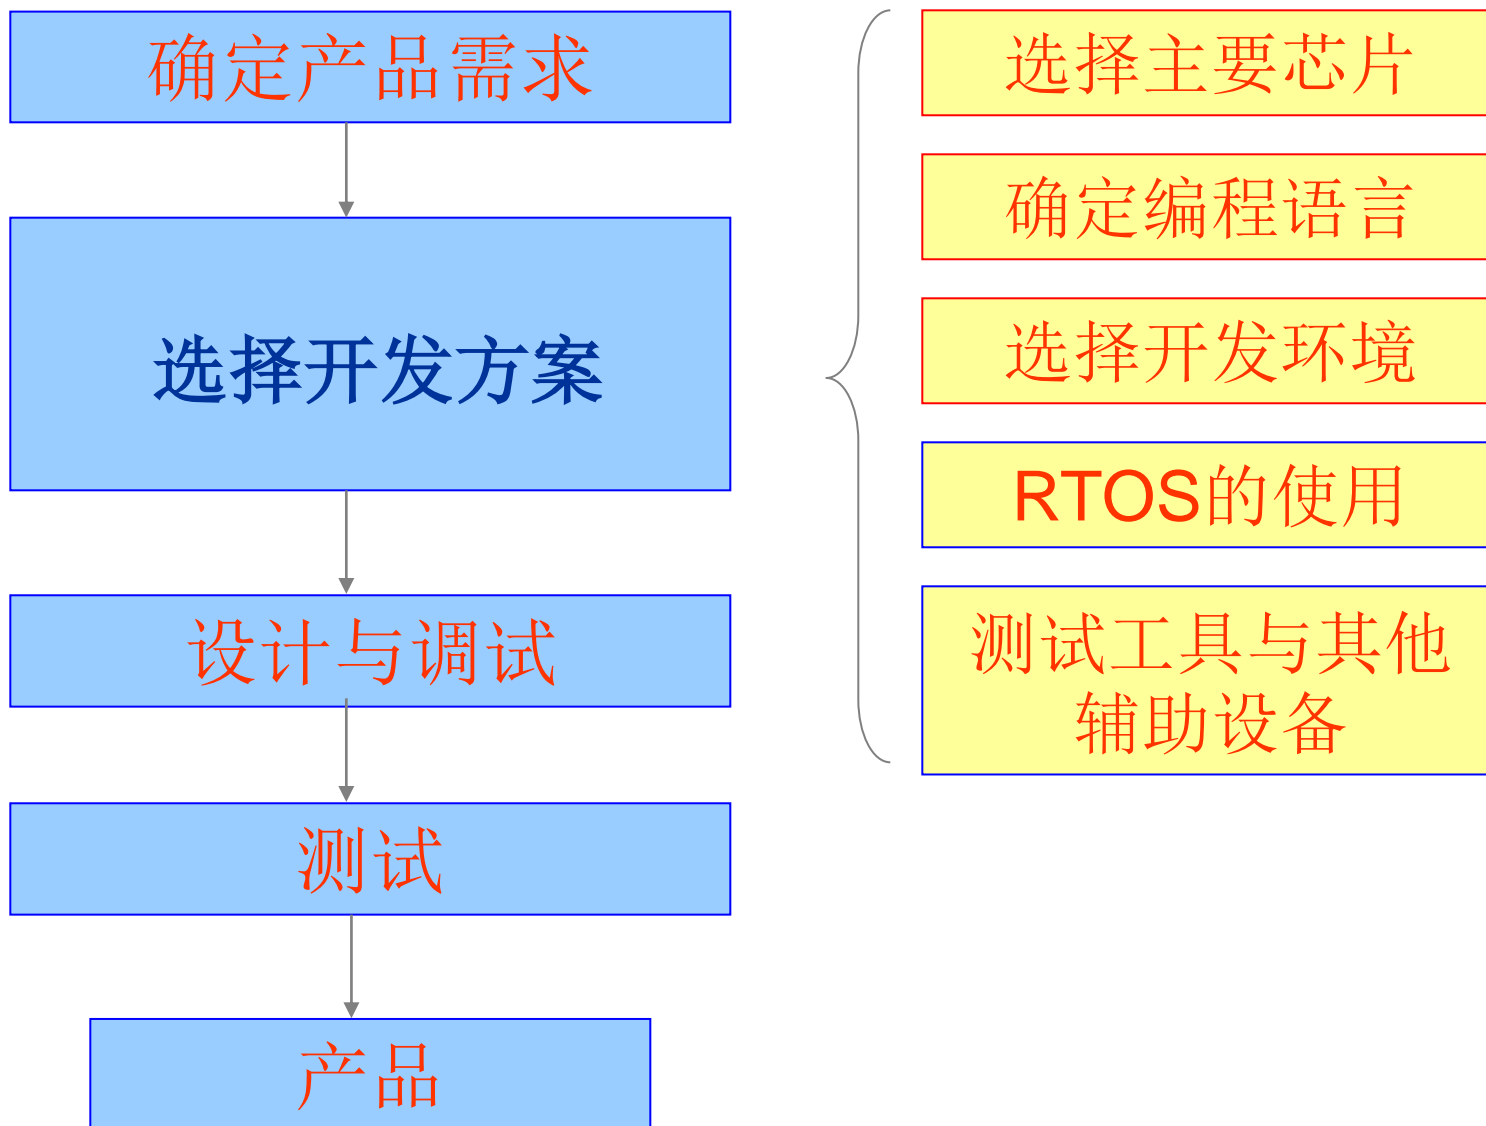 确定产品需求
选择开发方案
设计与调试
测试
产品
选择主要芯片
确定编程语言
选择开发环境
RTOS的使用
测试工具与其他
辅助设备